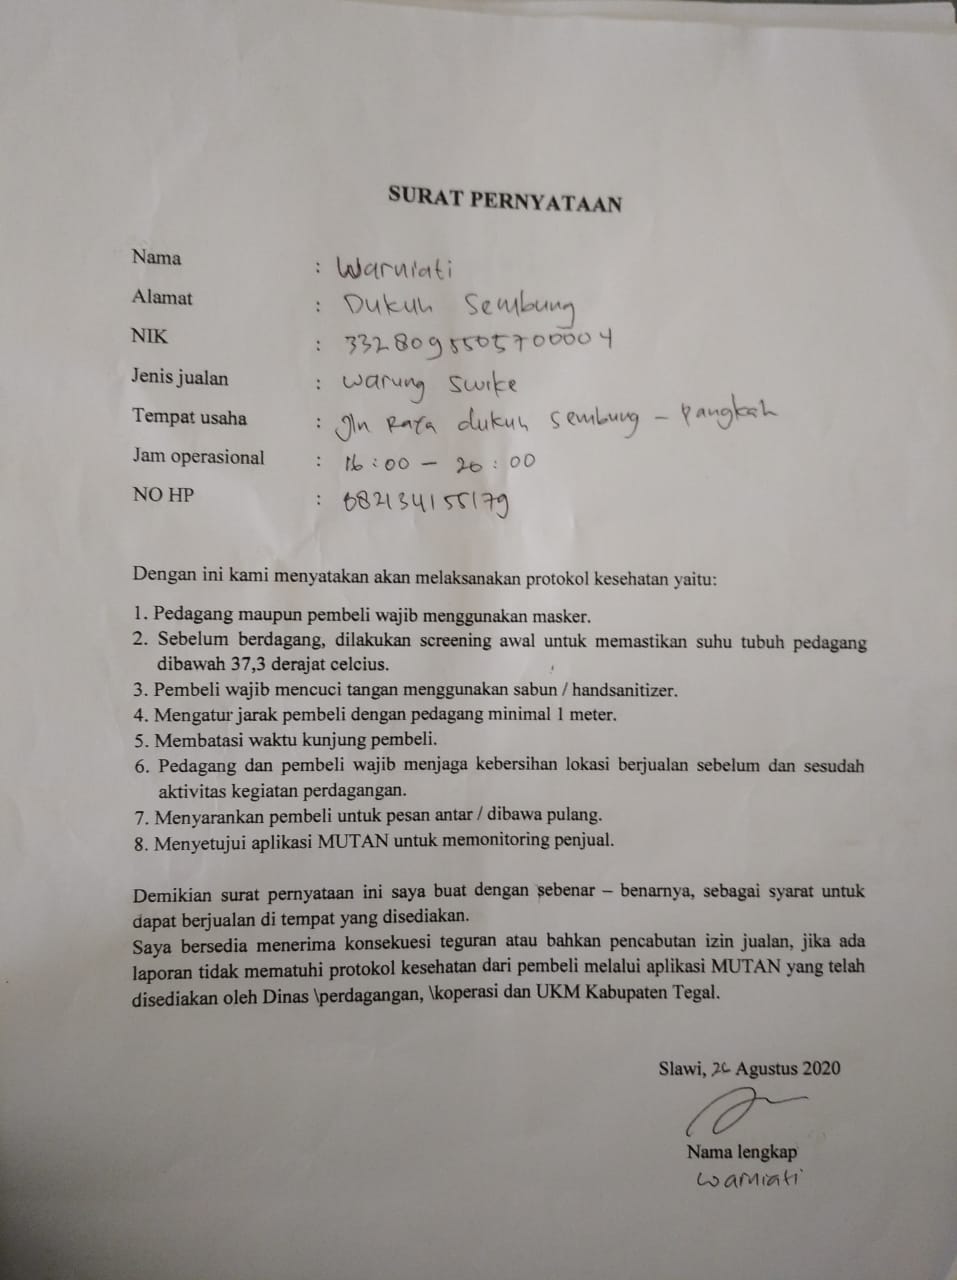 SURAT PERNYATAAN
Nama : Warniati
Alamat : Dukuh Sembung
NIK : 3328095505700004
Jenis jualan : warung swike
Tempat usaha : Jln Raya dukuh sembung - pangkah
Jam operasional : 16:00 - 20:00
NO HP : 082134155179
Dengan ini kami menyatakan akan melaksanakan protokol kesehatan yaitu:
1. Pedagang maupun pembeli wajib menggunakan masker.
2. Sebelum berdagang, dilakukan screening awal untuk memastikan suhu tubuh pedagang
dibawah 37,3 derajat celcius.
3. Pembeli wajib mencuci tangan menggunakan sabun / handsanitizer.
4. Mengatur jarak pembeli dengan pedagang minimal 1 meter.
5. Membatasi waktu kunjung pembeli.
6. Pedagang dan pembeli wajib menjaga kebersihan lokasi berjualan sebelum dan sesudah
aktivitas kegiatan perdagangan.
7. Menyarankan pembeli untuk pesan antar / dibawa pulang.
8. Menyetujui aplikasi MUTAN untuk memonitoring penjual.
Demikian surat pernyataan ini saya buat dengan sebenar – benarnya, sebagai syarat untuk
dapat berjualan di tempat yang disediakan.
Saya bersedia menerima konsekuesi teguran atau bahkan pencabutan izin jualan, jika ada
laporan tidak mematuhi protokol kesehatan dari pembeli melalui aplikasi MUTAN yang telah
disediakan oleh Dinas \perdagangan, \koperasi dan UKM Kabupaten Tegal.
Slawi, Agustus 2020
Nama lengkap
Warniati